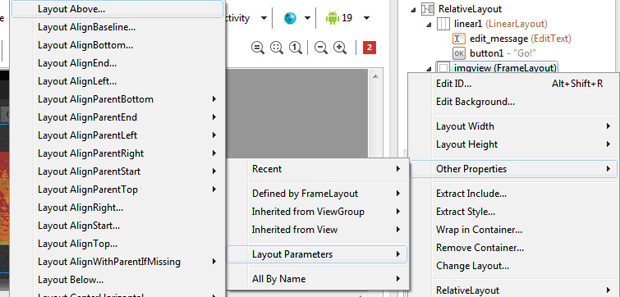 Layout Above...
Layout AlignBaseline...
Layout AlignBottom...
Layout AlignEnd...
Layout AlignLeft...
Layout AlignParentBottom
Layout AlignParentEnd
Layout AlignParentLeft
Layout AlignParentRight
Layout AlignParentStart
Layout AlignParentTop
Layout AlignRight...
Layout AlignStart...
Layout AlignTop...
Layout AlignWithParentIfMissing
Layout Below...
Layout CenterHorizontal
ctivity
19
2
Recent
Defined by FrameLayout
Inherited from ViewGroup
Inherited from View
Layout Parameters
All By Name
RelativeLayout
linear1 (LinearLayout)
edit_message (EditText)
OK button1 - "Go!"
imgview (FrameLayout)
Edit ID... Alt+Shift+R
Edit Background...
Layout Width
Layout Height
Other Properties
Extract Include...
Extract Style...
Wrap in Container...
Remove Container...
Change Layout...
RelativeLayout